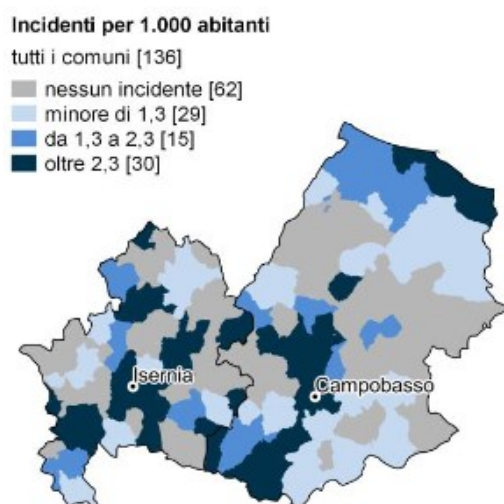 Incidenti per 1.000 abitanti
tutti i comuni [136]
nessun incidente [62]
minore di 1,3 [29]
da 1,3 a 2,3 [15]
oltre 2,3 [30]
Isernia
Campobasso